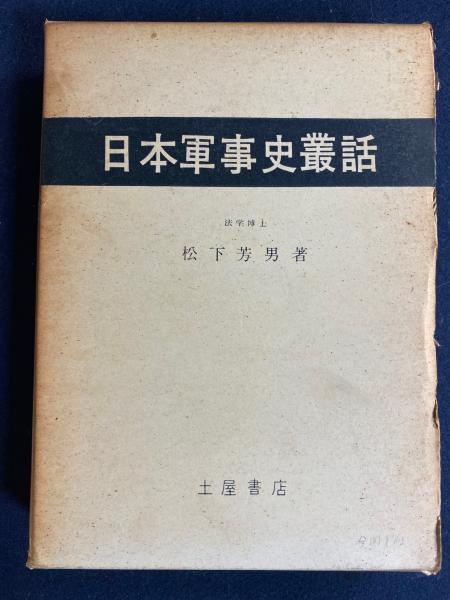 日本軍事史叢話
法学博士
松下芳男著
土屋書店